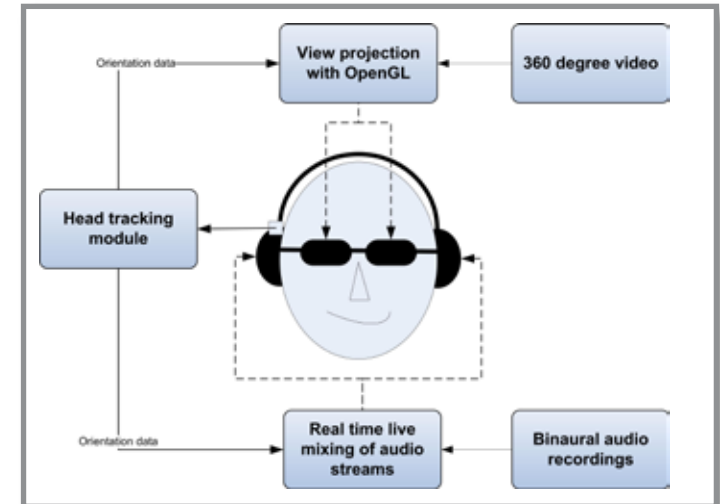 View projection
with OpenGL
360 degree video
Orientation data
Head tracking
module
Orientation data
Real time live
mixing of audio
streams
Binaural audio
recordings